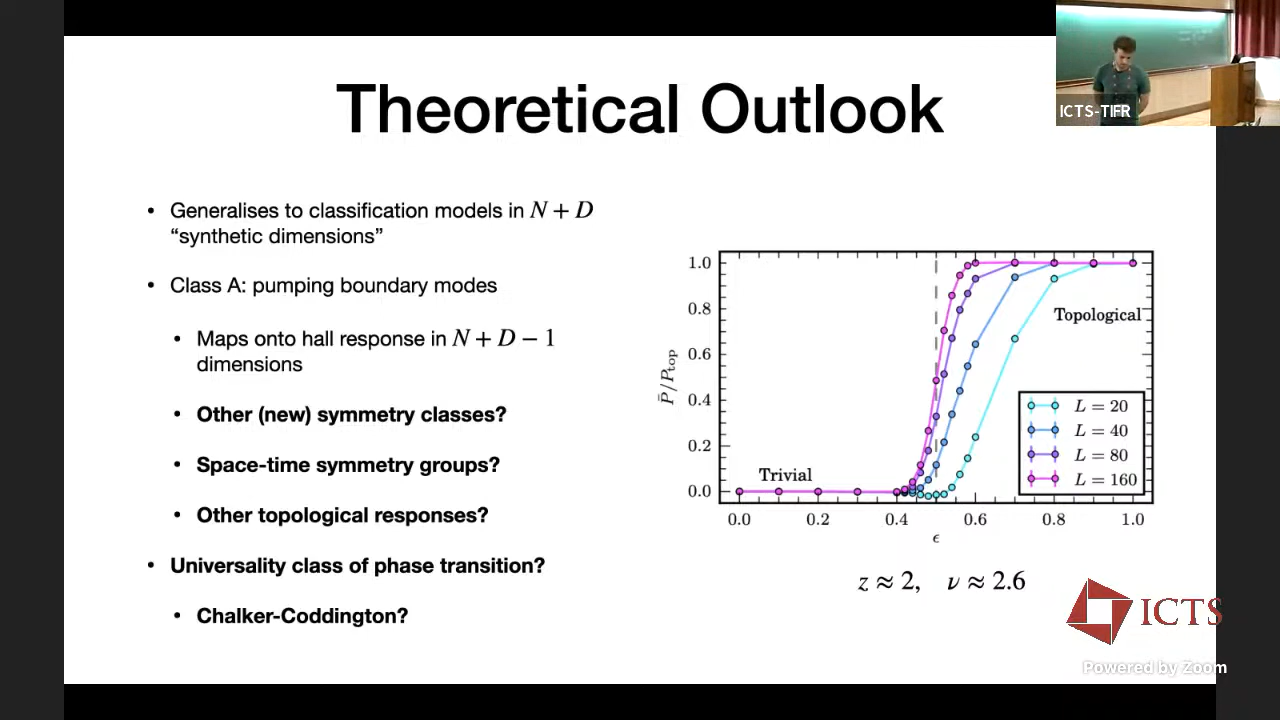 Theoretical Outlook
ICTS-TIFR
• Generalises to classification models in N + D
“synthetic dimensions”
• Class A: pumping boundary modes
• Maps onto hall response in N + D − 1
dimensions
• Other (new) symmetry classes?
• Space-time symmetry groups?
• Other topological responses?
• Universality class of phase transition?
• Chalker-Coddington?
P̄/P_top
1.0
0.8
0.6
0.4
0.2
0.0
Trivial
Topological
L = 20
L = 40
L = 80
L = 160
0.0 0.2 0.4 0.6 0.8 1.0
ϵ
z ≈ 2, ν ≈ 2.6
ICTS
Powered by Zoom